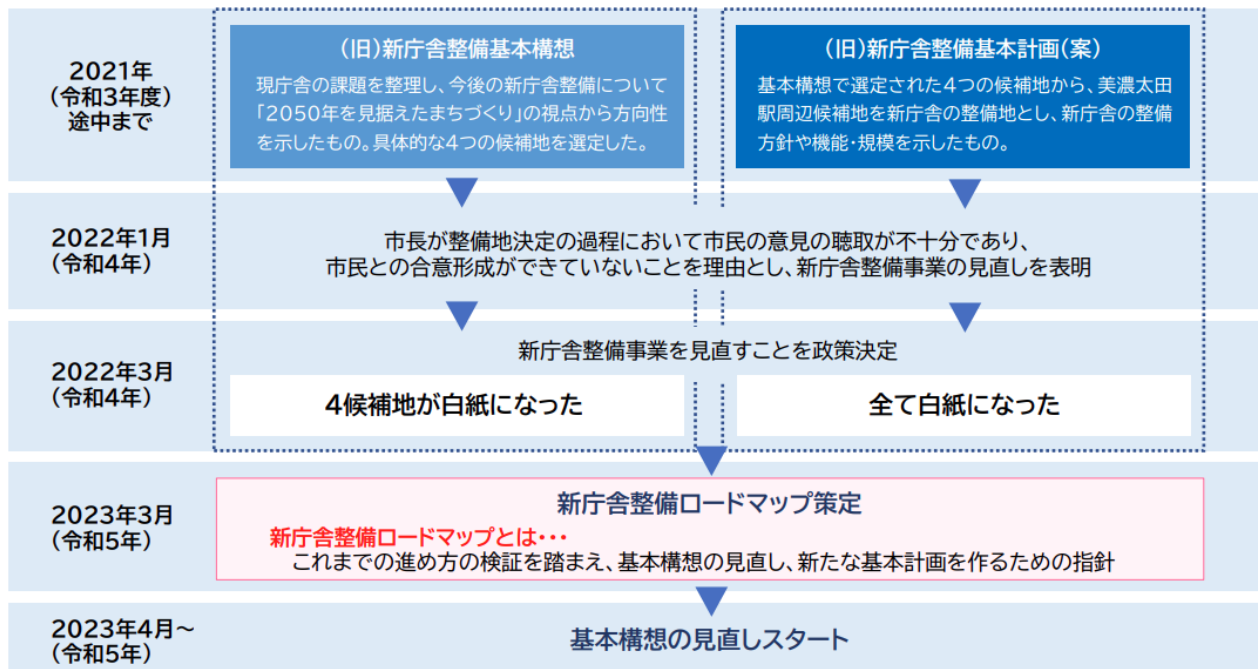 2021年
(令和3年度)
途中まで
(旧)新庁舎整備基本構想
現庁舎の課題を整理し、今後の新庁舎整備について
「2050年を見据えたまちづくり」の視点から方向性
を示したもの。具体的な4つの候補地を選定した。
(旧)新庁舎整備基本計画(案)
基本構想で選定された4つの候補地から、美濃太田
駅周辺候補地を新庁舎の整備地とし、新庁舎の整備
方針や機能・規模を示したもの。
2022年1月
(令和4年)
市長が整備地決定の過程において市民の意見の聴取が不十分であり、
市民との合意形成ができていないことを理由とし、新庁舎整備事業の見直しを表明
2022年3月
(令和4年)
新庁舎整備事業を見直すことを政策決定
4候補地が白紙になった
全て白紙になった
2023年3月
(令和5年)
新庁舎整備ロードマップ策定
新庁舎整備ロードマップとは・・・
これまでの進め方の検証を踏まえ、基本構想の見直し、新たな基本計画を作るための指針
2023年4月～
(令和5年)
基本構想の見直しスタート